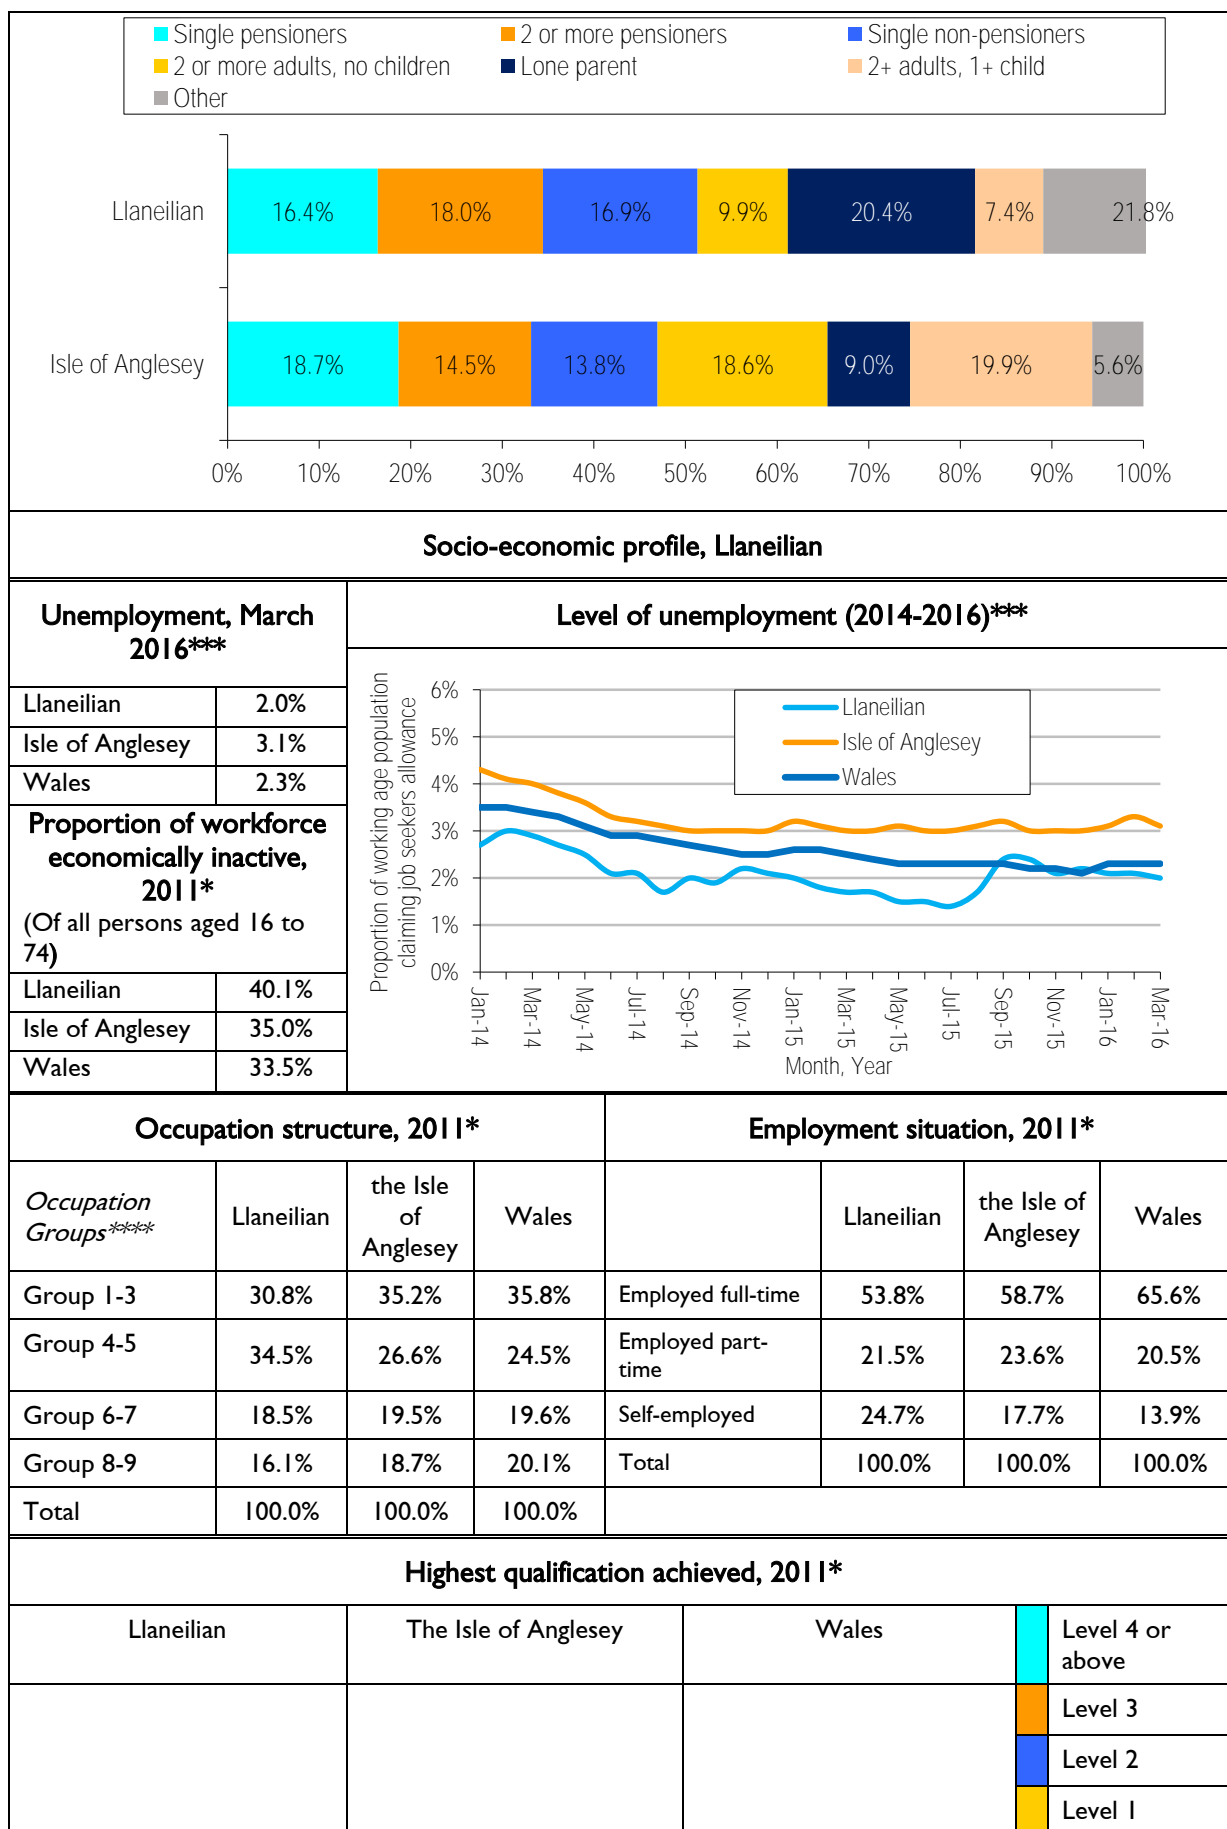 Single pensioners 2 or more pensioners Single non-pensioners
2 or more adults, no children Lone parent 2+ adults, 1+ child
Other
Llaneilian 16.4% 18.0% 16.9% 9.9% 20.4% 7.4% 21.8%
Isle of Anglesey 18.7% 14.5% 13.8% 18.6% 9.0% 19.9% 5.6%
0% 10% 20% 30% 40% 50% 60% 70% 80% 90% 100%
Socio-economic profile, Llaneilian
Unemployment, March
2016***
Llaneilian 2.0%
Isle of Anglesey 3.1%
Wales 2.3%
Proportion of workforce
economically inactive,
2011*
(Of all persons aged 16 to
74)
Llaneilian 40.1%
Isle of Anglesey 35.0%
Wales 33.5%
Level of unemployment (2014-2016)***
Proportion of working age population
claiming job seekers allowance
6%
5%
4%
3%
2%
1%
0%
Llaneilian
Isle of Anglesey
Wales
Jan-14 Mar-14 May-14 Jul-14 Sep-14 Nov-14 Jan-15 Mar-15 May-15 Jul-15 Sep-15 Nov-15 Jan-16 Mar-16
Month, Year
Occupation structure, 2011*
Occupation
Groups****
Llaneilian
the Isle
of
Anglesey
Wales
Group 1-3 30.8% 35.2% 35.8%
Group 4-5 34.5% 26.6% 24.5%
Group 6-7 18.5% 19.5% 19.6%
Group 8-9 16.1% 18.7% 20.1%
Total 100.0% 100.0% 100.0%
Employment situation, 2011*
Llaneilian
the Isle of
Anglesey
Wales
Employed full-time 53.8% 58.7% 65.6%
Employed part-
time
21.5% 23.6% 20.5%
Self-employed 24.7% 17.7% 13.9%
Total 100.0% 100.0% 100.0%
Highest qualification achieved, 2011*
Llaneilian The Isle of Anglesey Wales
Level 4 or
above
Level 3
Level 2
Level 1